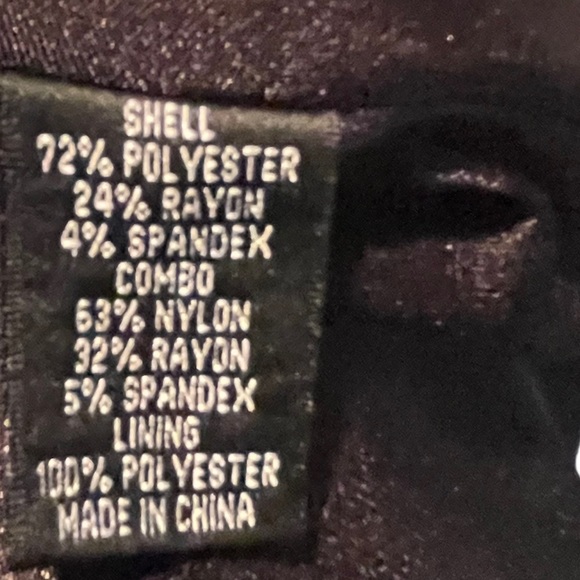 SHELL
72% POLYESTER
24% RAYON
4% SPANDEX
COMBO
63% NYLON
32% RAYON
5% SPANDEX
LINING
100% POLYESTER
MADE IN CHINA